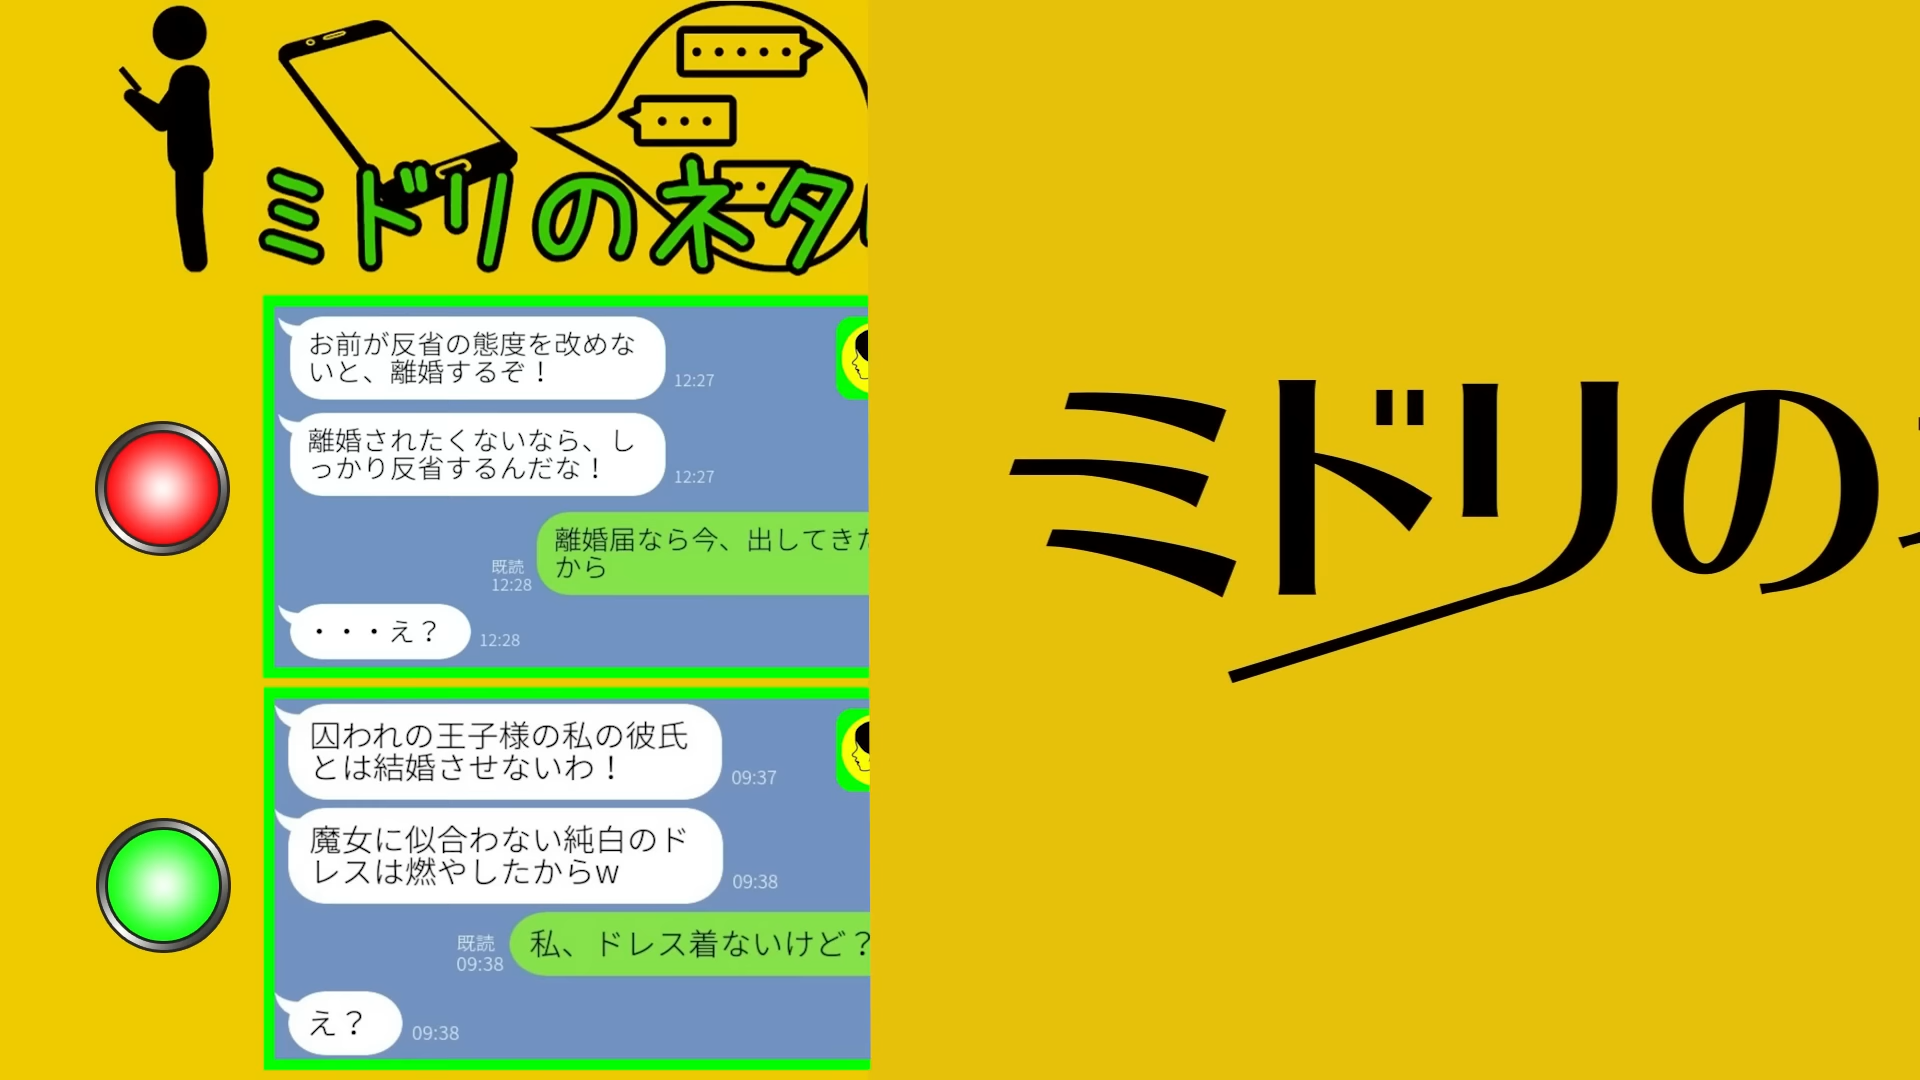 ミドリのネタ
お前が反省の態度を改めな
いと、離婚するぞ！
12:27
離婚されたくないなら、し
っかり反省するんだな！
12:27
離婚届なら今、出してきた
から
既読
12:28
・・・え？
12:28
囚われの王子様の私の彼氏
とは結婚させないわ！
09:37
魔女に似合わない純白のド
レスは燃やしたからw
09:38
私、ドレス着ないけど？
既読
09:38
え？
09:38
ミドリの